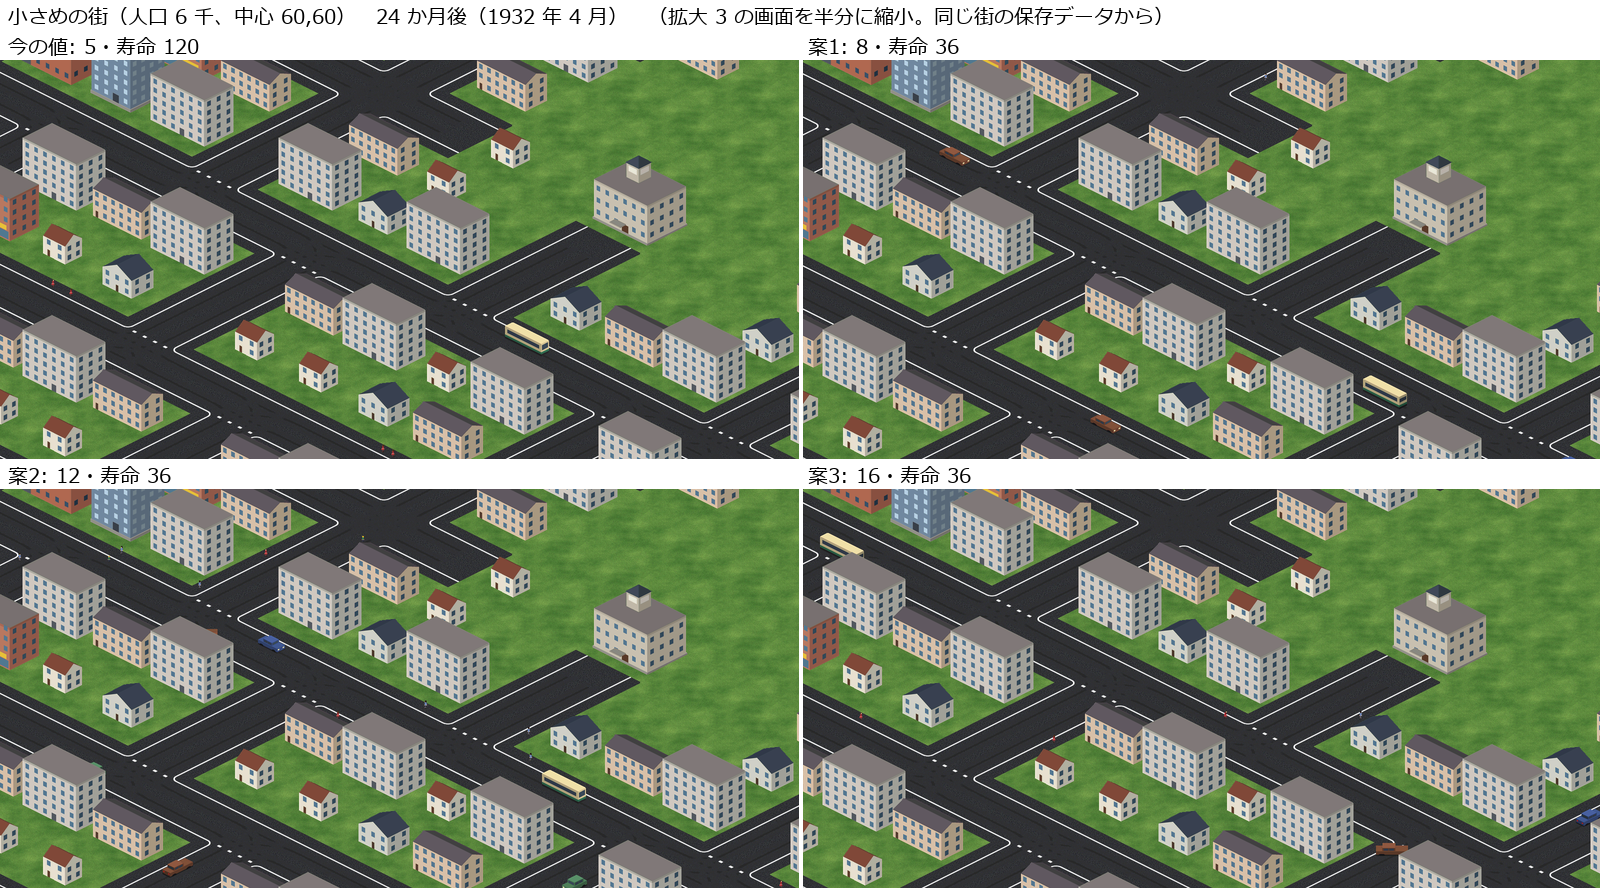 小さめの街（人口 6 千、中心 60,60） 24 か月後（1932 年 4 月） （拡大 3 の画面を半分に縮小。同じ街の保存データから）
今の値: 5・寿命 120
案1: 8・寿命 36
案2: 12・寿命 36
案3: 16・寿命 36